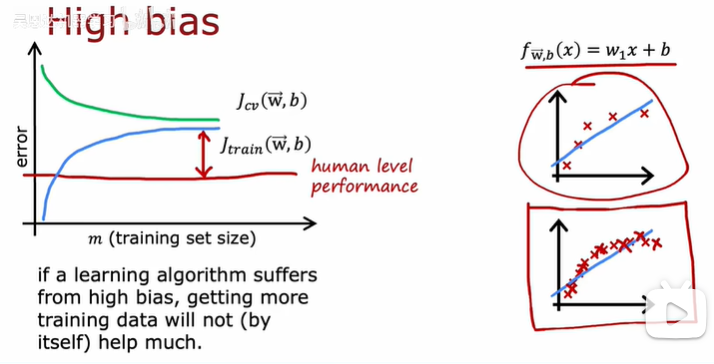 High bias
f_{\vec{w},b}(x) = w_1x + b
J_{cv}(\vec{w}, b)
J_{train}(\vec{w}, b)
error
human level
performance
m (training set size)
if a learning algorithm suffers
from high bias, getting more
training data will not (by
itself) help much.